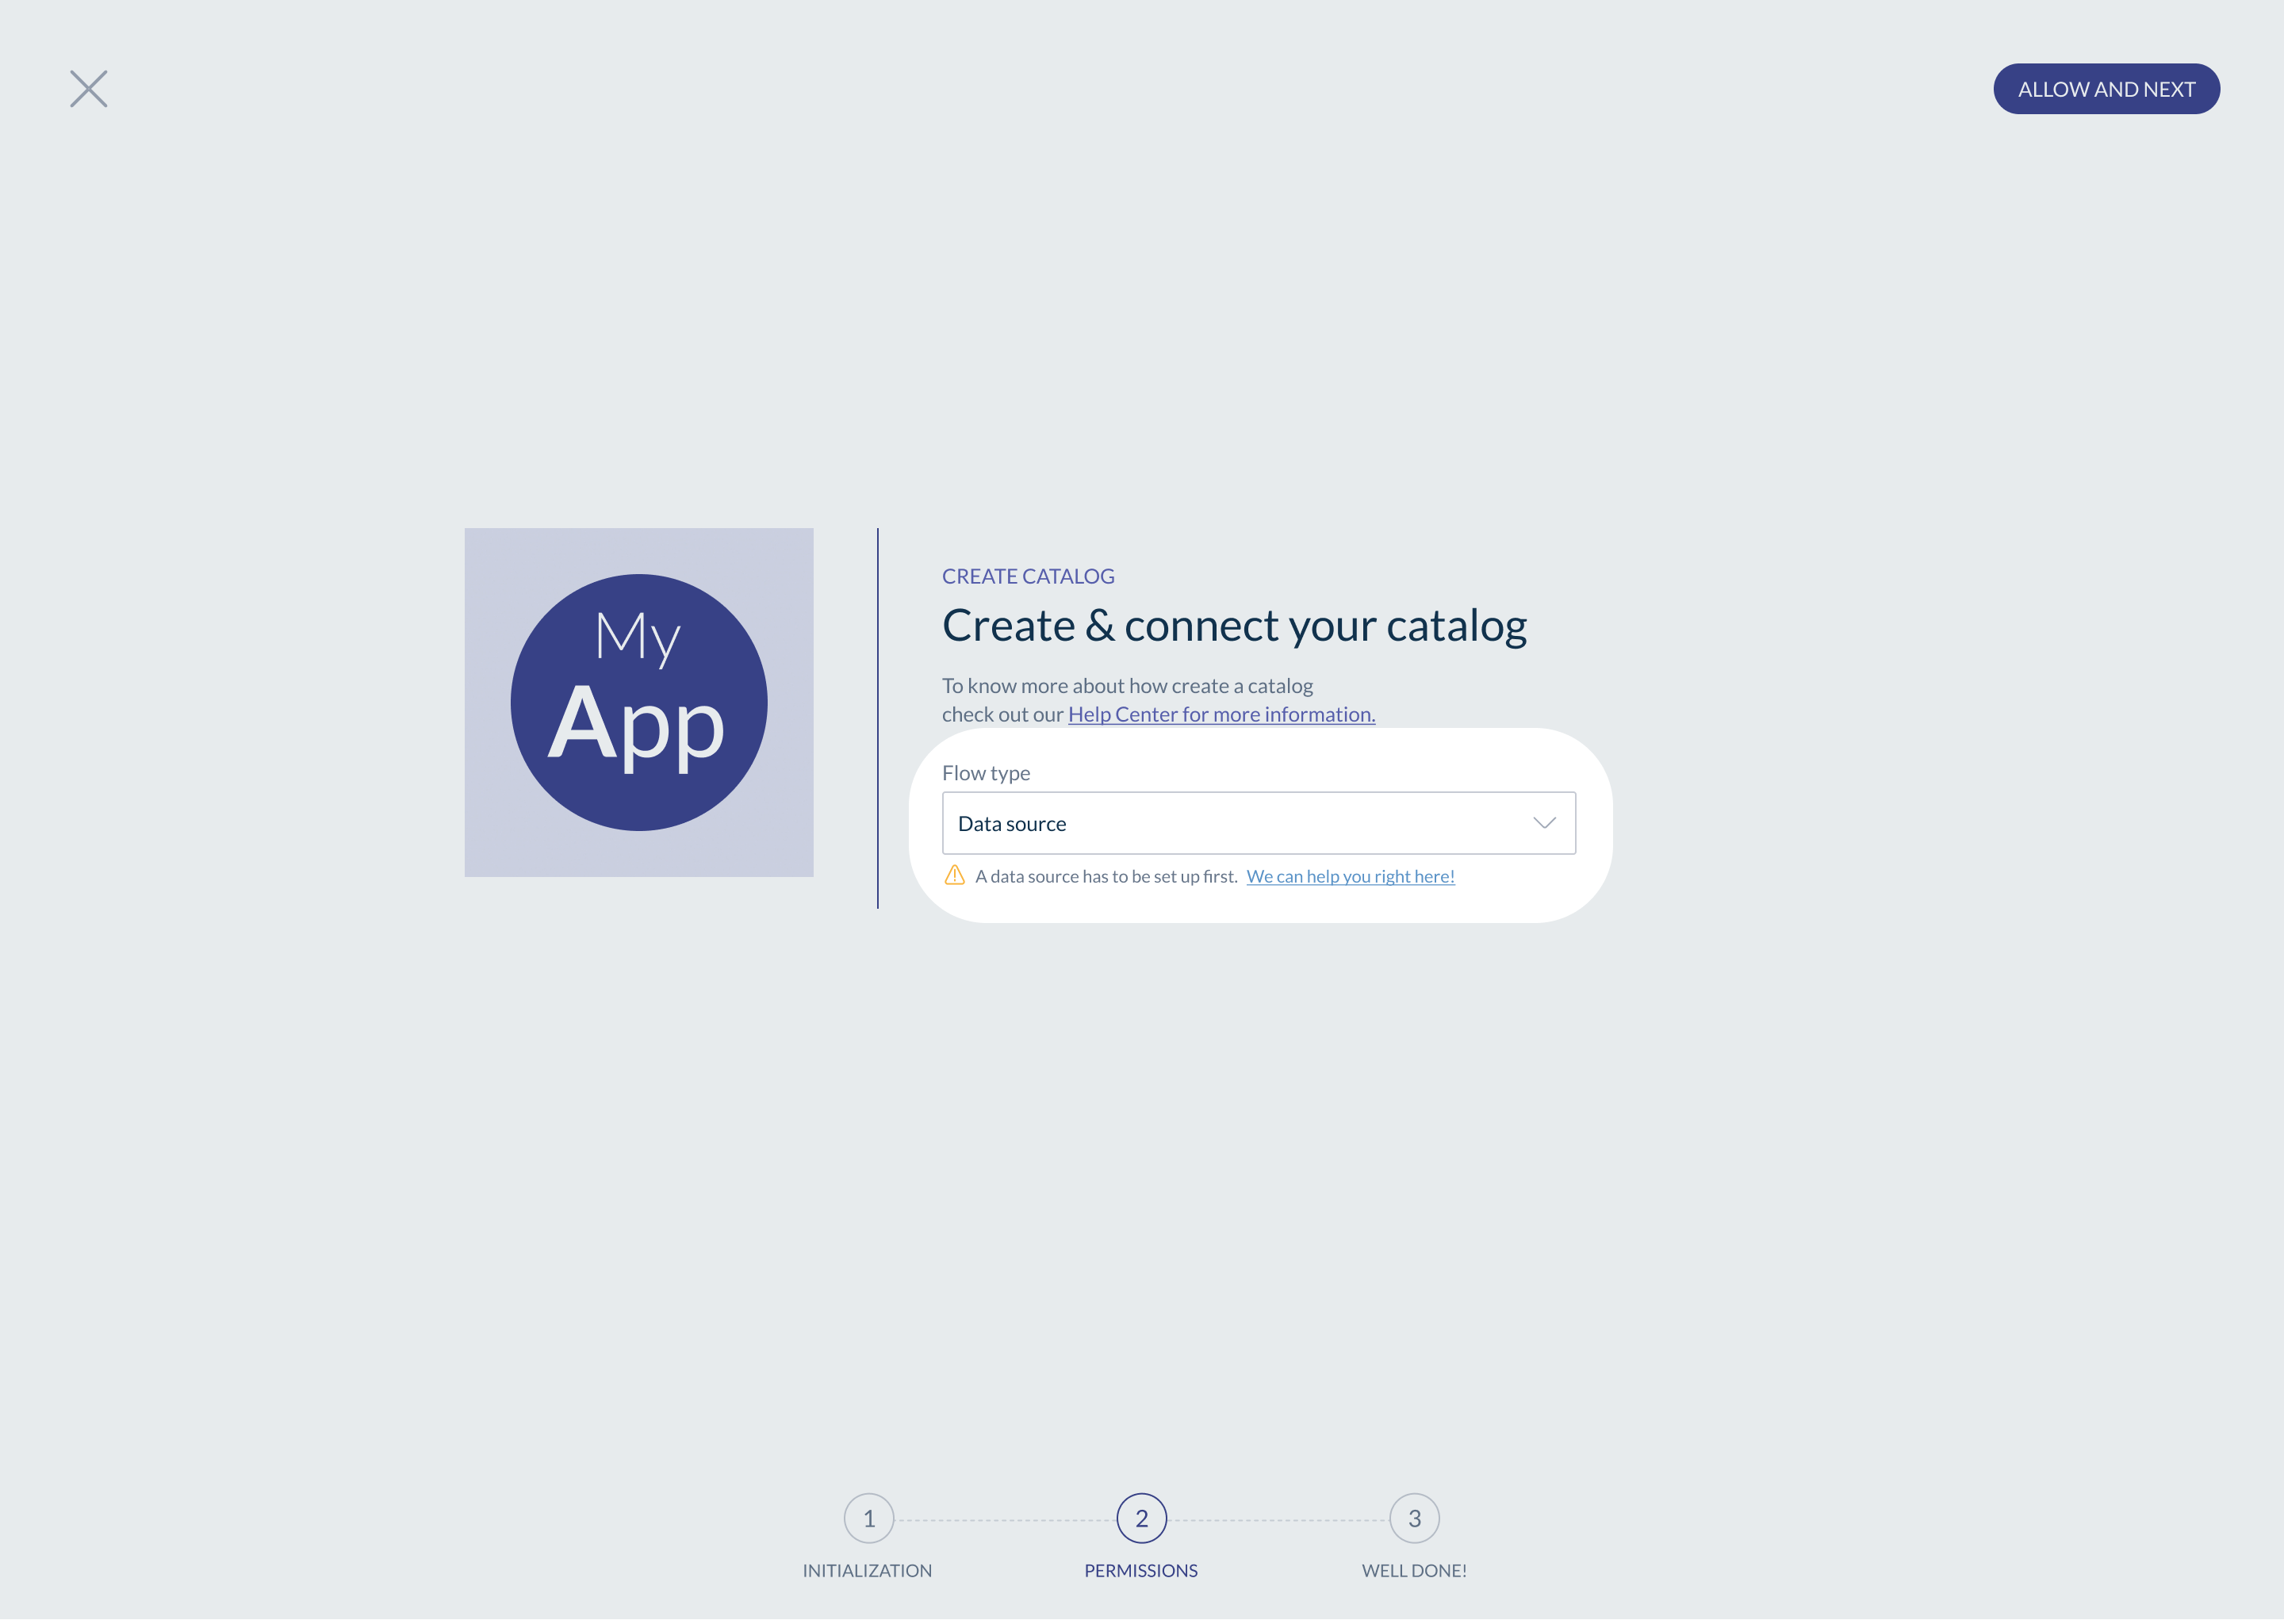 ALLOW AND NEXT
My
App
CREATE CATALOG
Create & connect your catalog
To know more about how create a catalog
check out our Help Center for more information.
Flow type
Data source
A data source has to be set up first. We can help you right here!
1
2
3
INITIALIZATION
PERMISSIONS
WELL DONE!